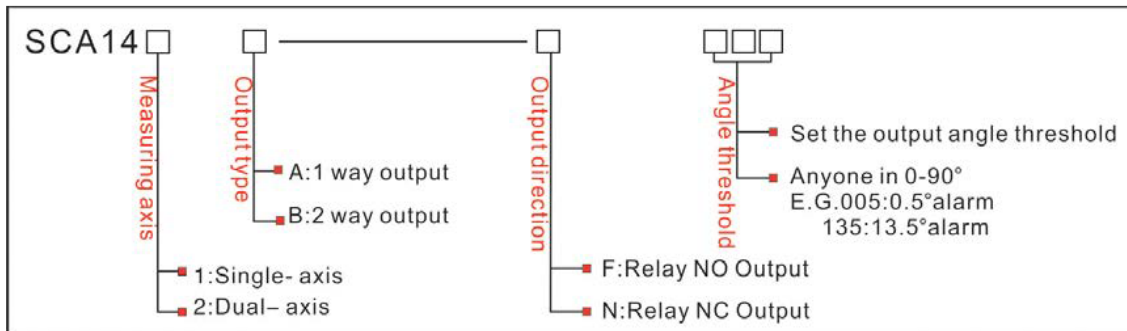 SCA14
Measuring axis
Output type
Output direction
Angle threshold
A:1 way output
B:2 way output
1:Single- axis
2:Dual– axis
F:Relay NO Output
N:Relay NC Output
Set the output angle threshold
Anyone in 0-90°
E.G.005:0.5°alarm
135:13.5°alarm